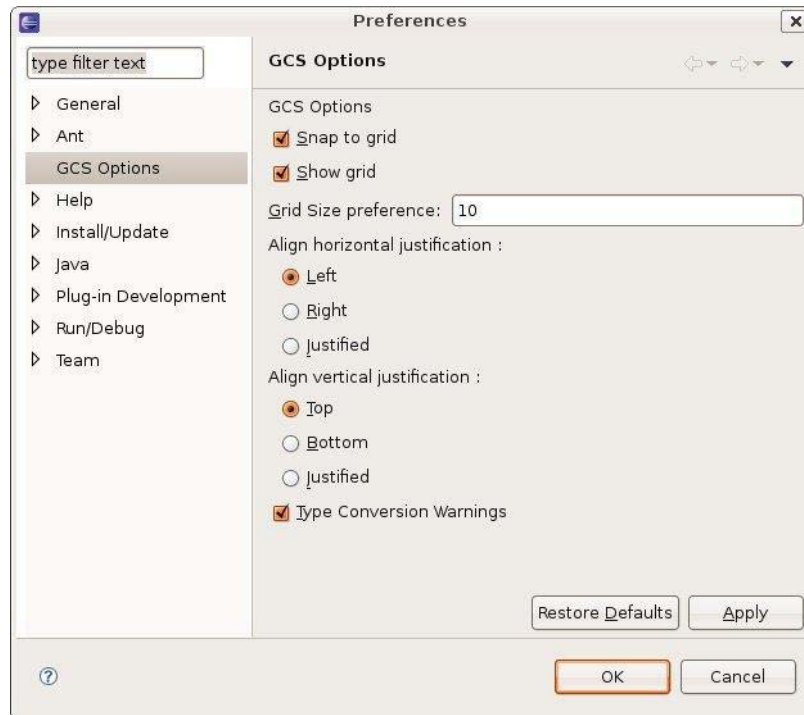 Preferences
type filter text
General
Ant
GCS Options
Help
Install/Update
Java
Plug-in Development
Run/Debug
Team
GCS Options
GCS Options
Snap to grid
Show grid
Grid Size preference: 10
Align horizontal justification :
Left
Right
Justified
Align vertical justification :
Top
Bottom
Justified
Type Conversion Warnings
Restore Defaults Apply
OK Cancel